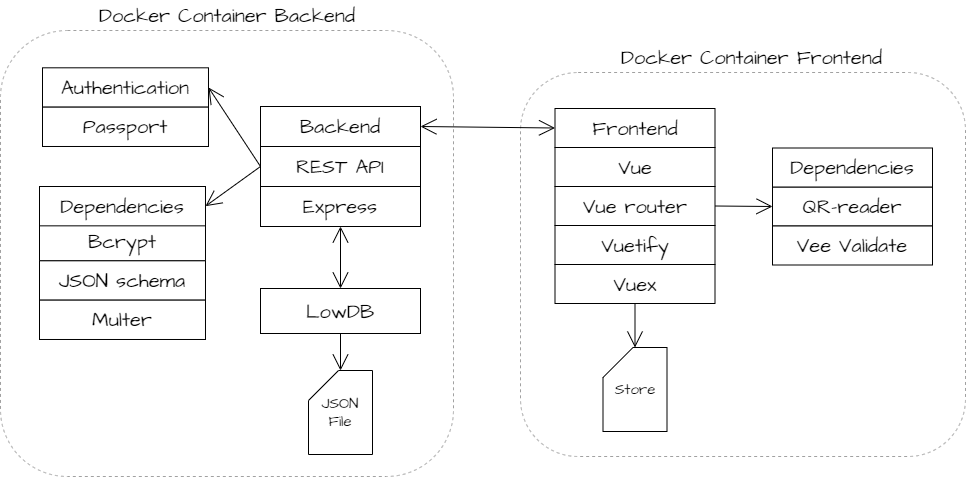 Docker Container Backend
Authentication
Passport
Dependencies
Bcrypt
JSON schema
Multer
Backend
REST API
Express
LowDB
JSON
File
Docker Container Frontend
Frontend
Vue
Vue router
Vuetify
Vuex
Store
Dependencies
QR-reader
Vee Validate